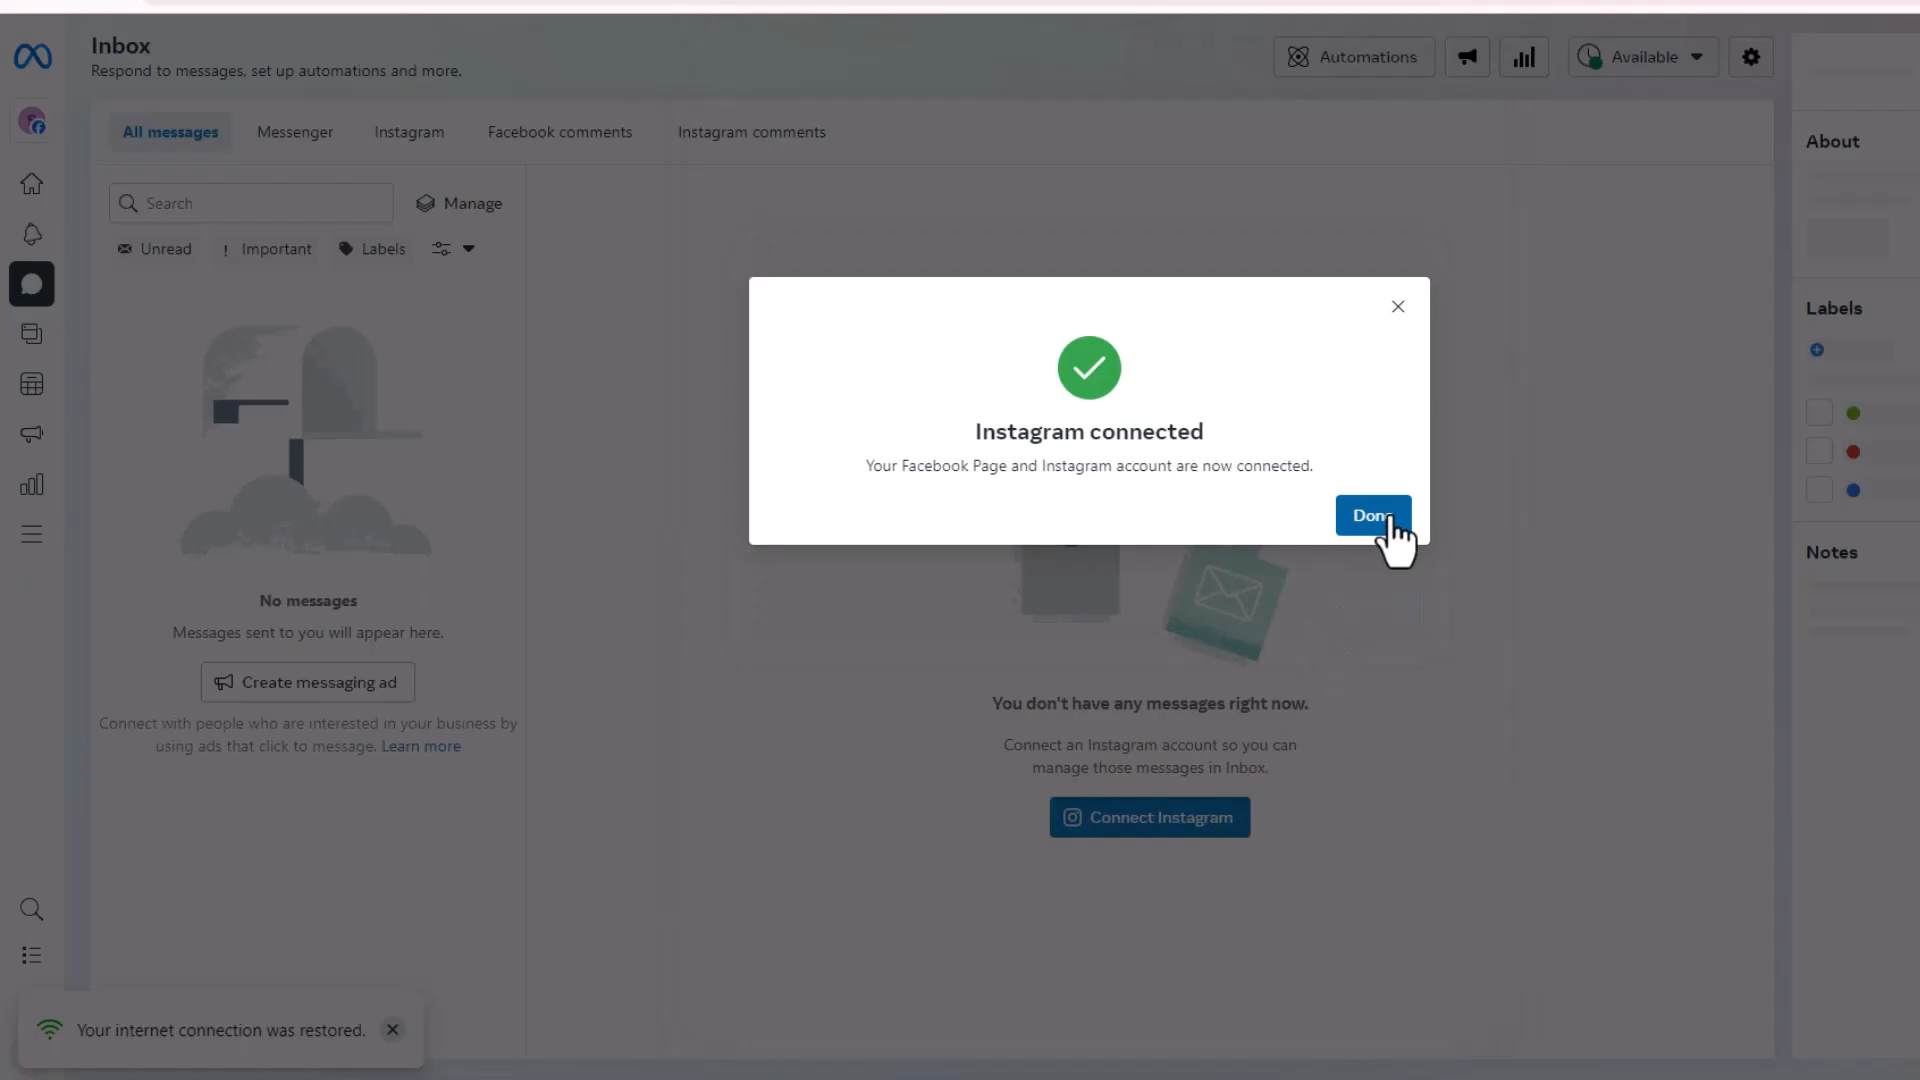 Inbox
Respond to messages, set up automations and more.
Automations
Available
All messages
Messenger
Instagram
Facebook comments
Instagram comments
Search
Manage
Unread
Important
Labels
No messages
Messages sent to you will appear here.
Create messaging ad
Connect with people who are interested in your business by
using ads that click to message. Learn more
Instagram connected
Your Facebook Page and Instagram account are now connected.
Done
You don't have any messages right now.
Connect an Instagram account so you can
manage those messages in Inbox.
Connect Instagram
About
Labels
Notes
Your internet connection was restored.